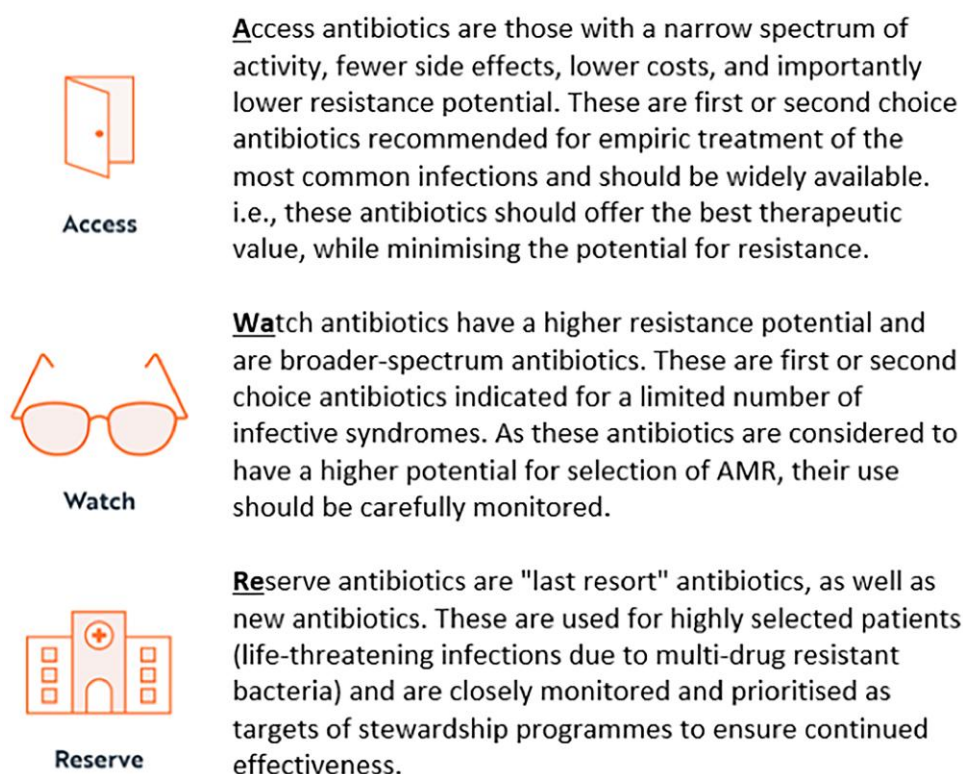 Access antibiotics are those with a narrow spectrum of
activity, fewer side effects, lower costs, and importantly
lower resistance potential. These are first or second choice
antibiotics recommended for empiric treatment of the
most common infections and should be widely available.
i.e., these antibiotics should offer the best therapeutic
value, while minimising the potential for resistance.
Access
Watch antibiotics have a higher resistance potential and
are broader-spectrum antibiotics. These are first or second
choice antibiotics indicated for a limited number of
infective syndromes. As these antibiotics are considered to
have a higher potential for selection of AMR, their use
should be carefully monitored.
Watch
Reserve antibiotics are "last resort" antibiotics, as well as
new antibiotics. These are used for highly selected patients
(life-threatening infections due to multi-drug resistant
bacteria) and are closely monitored and prioritised as
targets of stewardship programmes to ensure continued
effectiveness.
Reserve